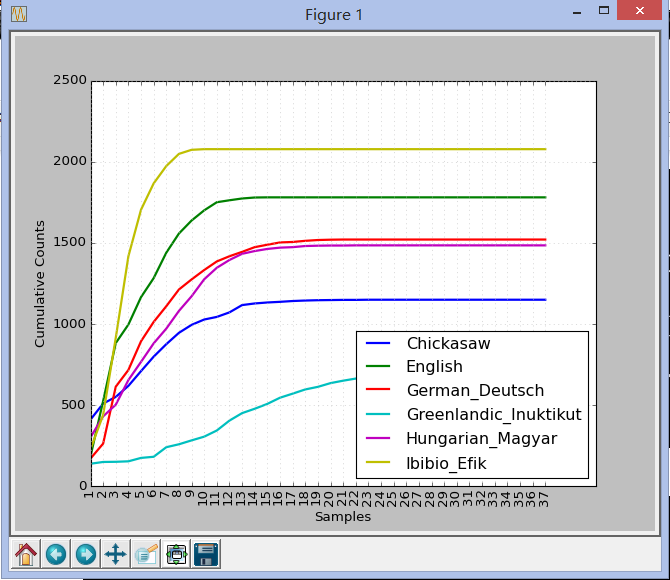 Figure 1
2500
2000
1500
1000
500
0
Cumulative Counts
Chickasaw
English
German_Deutsch
Greenlandic_Inuktikut
Hungarian_Magyar
Ibibio_Efik
1 2 3 4 5 6 7 8 9 10 11 12 13 14 15 16 17 18 19 20 21 22 23 24 25 26 27 28 29 30 31 32 33 34 35 36 37
Samples